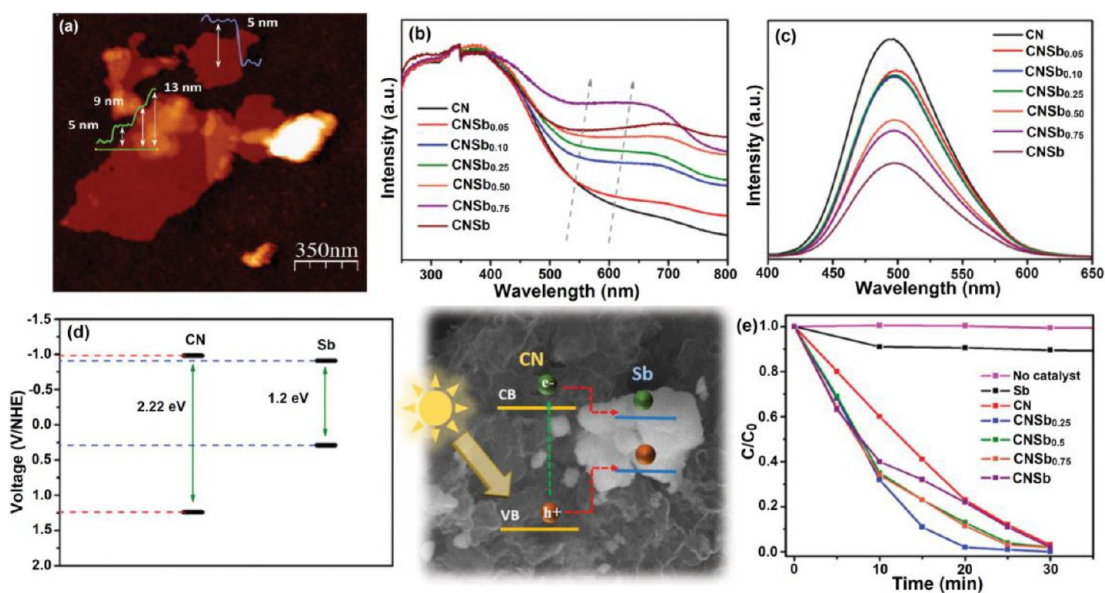 (a)
5 nm
13 nm
9 nm
5 nm
350nm
(b)
Intensity (a.u.)
CN
CNSb0.05
CNSb0.10
CNSb0.25
CNSb0.50
CNSb0.75
CNSb
300 400 500 600 700 800
Wavelength (nm)
(c)
Intensity (a.u.)
CN
CNSb0.05
CNSb0.10
CNSb0.25
CNSb0.50
CNSb0.75
CNSb
400 450 500 550 600 650
Wavelength (nm)
(d)
Voltage (V/NHE)
-1.5
-1.0
-0.5
0.0
0.5
1.0
1.5
2.0
CN
Sb
2.22 eV
1.2 eV
CN
Sb
e-
CB
VB
h+
(e)
C/C0
1.0
0.8
0.6
0.4
0.2
0.0
No catalyst
Sb
CN
CNSb0.25
CNSb0.5
CNSb0.75
CNSb
0 10 20 30
Time (min)